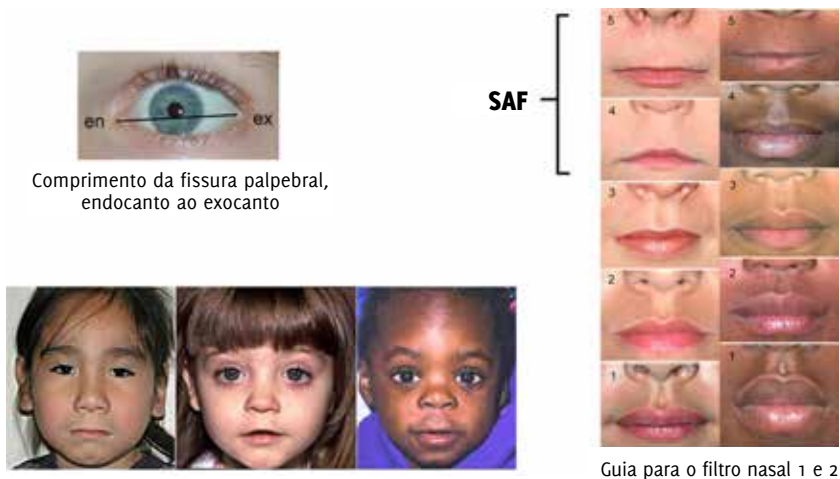 en
ex
Comprimento da fissura palpebral,
endocanto ao exocanto
SAF
5
5
4
4
3
3
2
2
1
1
Guia para o filtro nasal 1 e 2